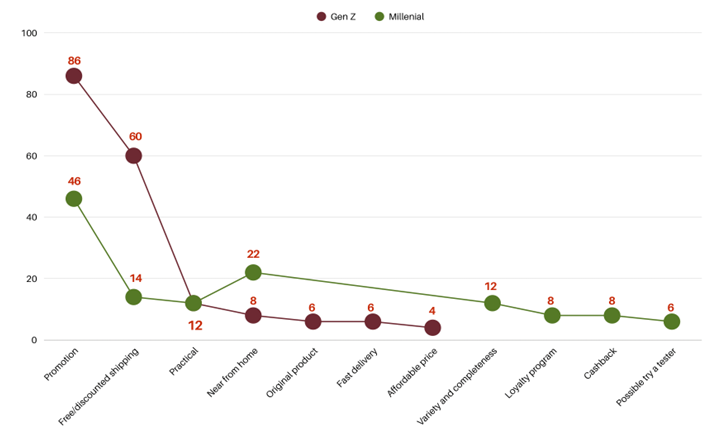 Gen Z
Millenial
100
80
60
40
20
0
86
60
46
14
12
22
8
6
6
4
12
8
8
6
Promotion
Free/discounted shipping
Practical
Near from home
Original product
Fast delivery
Affordable price
Variety and completeness
Loyalty program
Cashback
Possible try a tester